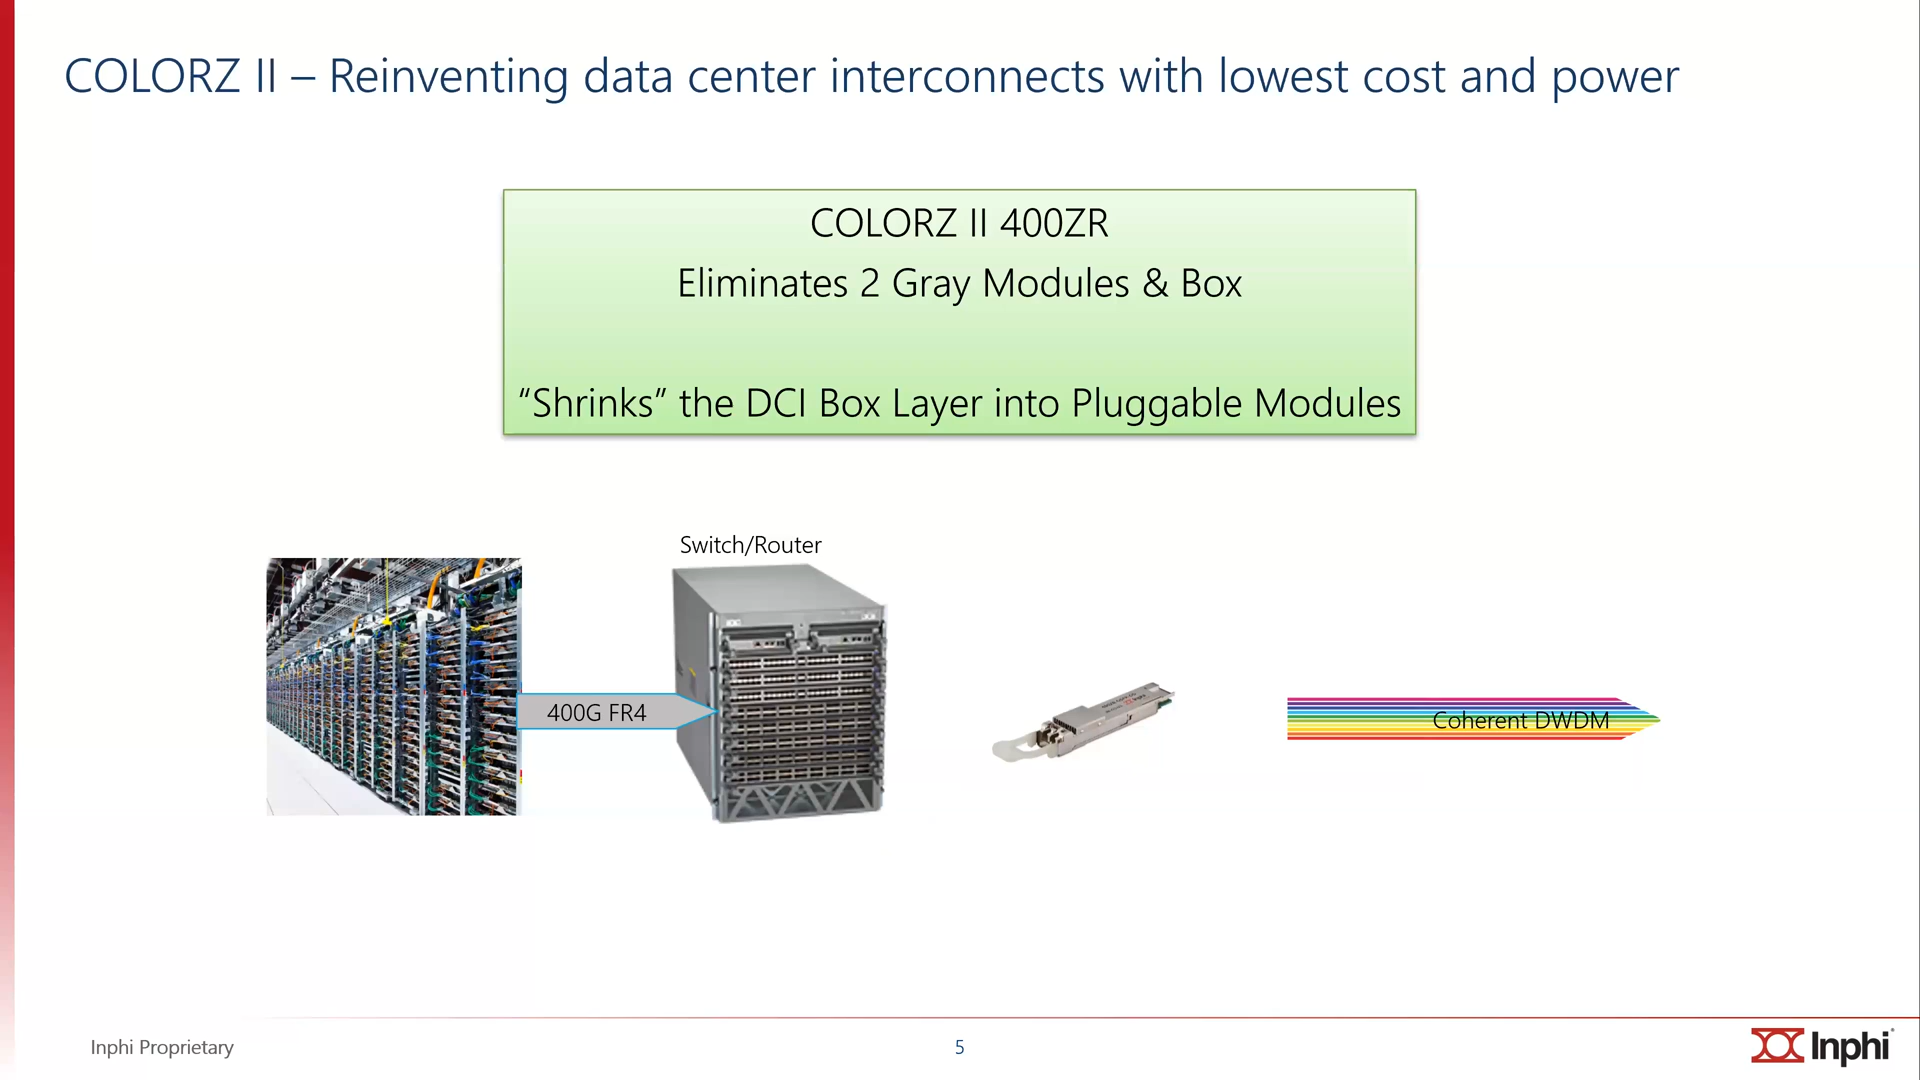 COLORZ II – Reinventing data center interconnects with lowest cost and power
COLORZ II 400ZR
Eliminates 2 Gray Modules & Box
“Shrinks” the DCI Box Layer into Pluggable Modules
Switch/Router
400G FR4
Coherent DWDM
Inphi Proprietary
5
Inphi